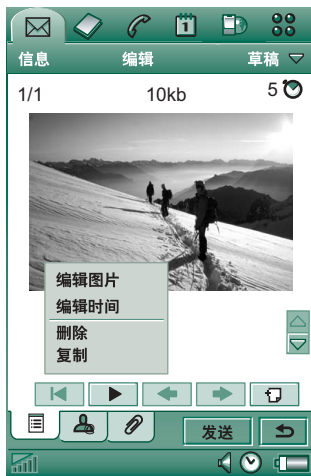 信息 编辑 草稿
1/1 10kb 5
编辑图片
编辑时间
删除
复制
发送